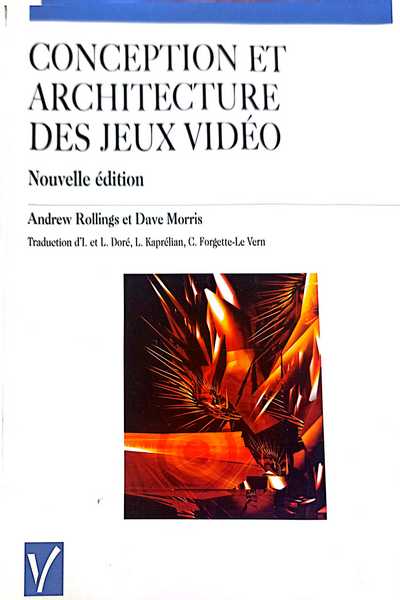 CONCEPTION ET
ARCHITECTURE
DES JEUX VIDÉO
Nouvelle édition
Andrew Rollings et Dave Morris
Traduction d'I. et L. Doré, L. Kaprélian, C. Forgette-Le Vern
V